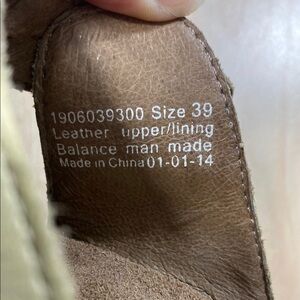 1906039300 Size 39
Leather upper/lining
Balance man made
Made in China 01-01-14